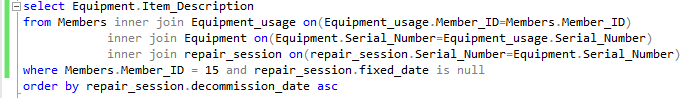 select Equipment.Item_Description
from Members inner join Equipment_usage on(Equipment_usage.Member_ID=Members.Member_ID)
inner join Equipment on(Equipment.Serial_Number=Equipment_usage.Serial_Number)
inner join repair_session on(repair_session.Serial_Number=Equipment.Serial_Number)
where Members.Member_ID = 15 and repair_session.fixed_date is null
order by repair_session.decommission_date asc